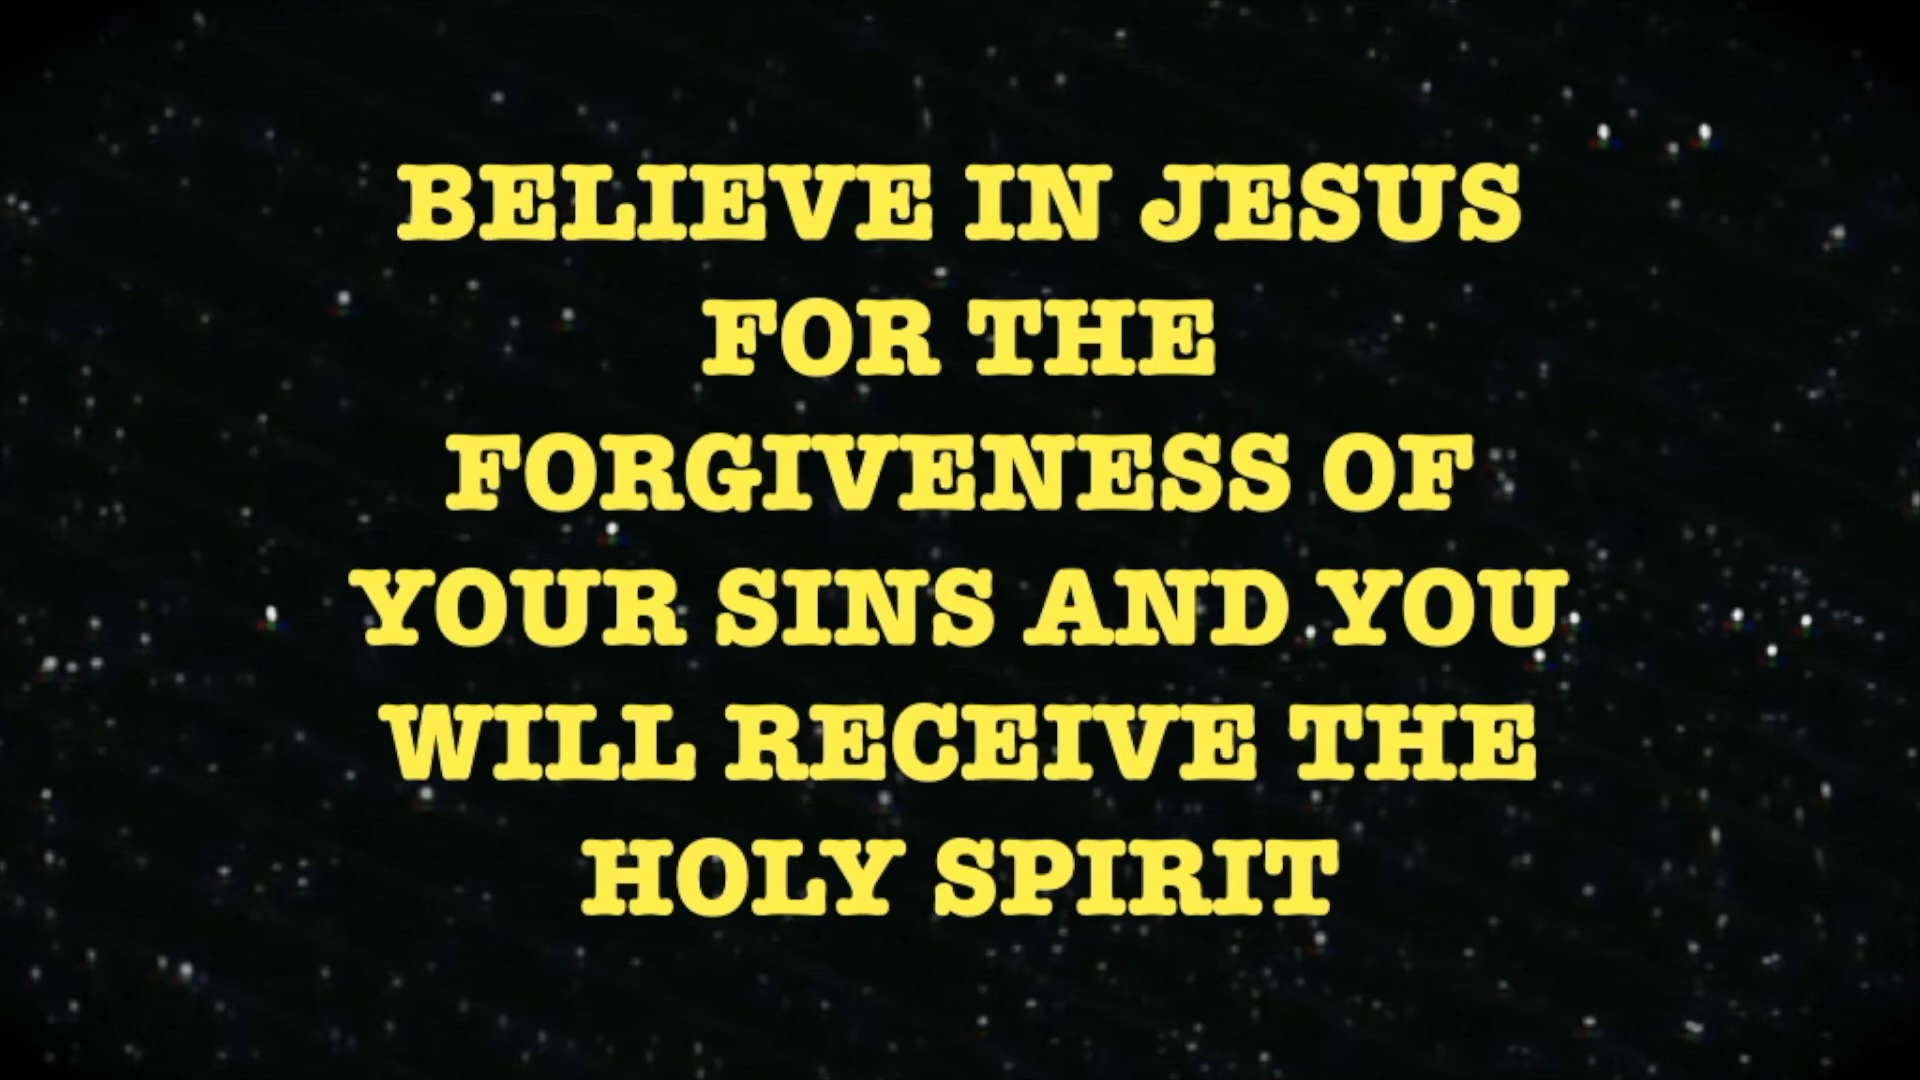 BELIEVE IN JESUS
FOR THE
FORGIVENESS OF
YOUR SINS AND YOU
WILL RECEIVE THE
HOLY SPIRIT